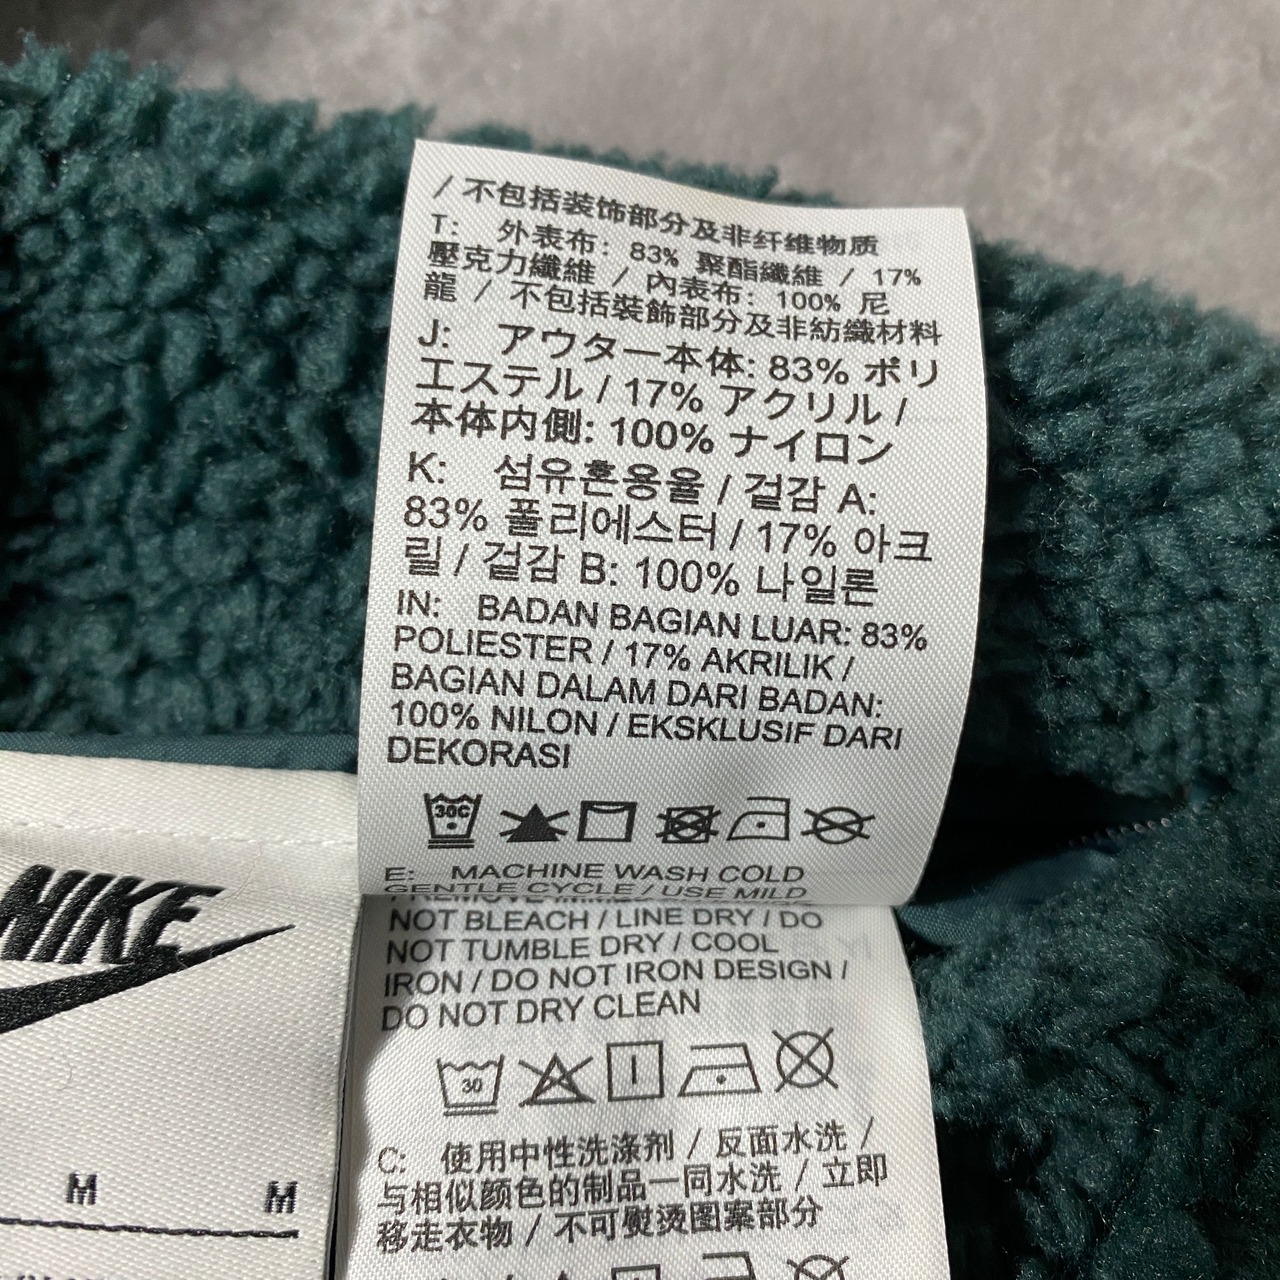 / 不包括装饰部分及非纤维物质
T: 外表布: 83% 聚酯纖維 / 17%
壓克力纖維 / 內表布: 100% 尼
龍 / 不包括裝飾部分及非紡織材料
J: アウター本体: 83% ポリ
エステル / 17% アクリル /
本体内側: 100% ナイロン
K: 섬유혼용율 / 겉감 A:
83% 폴리에스터 / 17% 아크
릴 / 겉감 B: 100% 나일론
IN: BADAN BAGIAN LUAR: 83%
POLIESTER / 17% AKRILIK /
BAGIAN DALAM DARI BADAN:
100% NILON / EKSKLUSIF DARI
DEKORASI
30C
E: MACHINE WASH COLD
GENTLE CYCLE / USE MILD
NOT BLEACH / LINE DRY / DO
NOT TUMBLE DRY / COOL
IRON / DO NOT IRON DESIGN /
DO NOT DRY CLEAN
30
C: 使用中性洗涤剂 / 反面水洗 /
与相似颜色的制品一同水洗 / 立即
移走衣物 / 不可熨烫图案部分
NIKE
M M